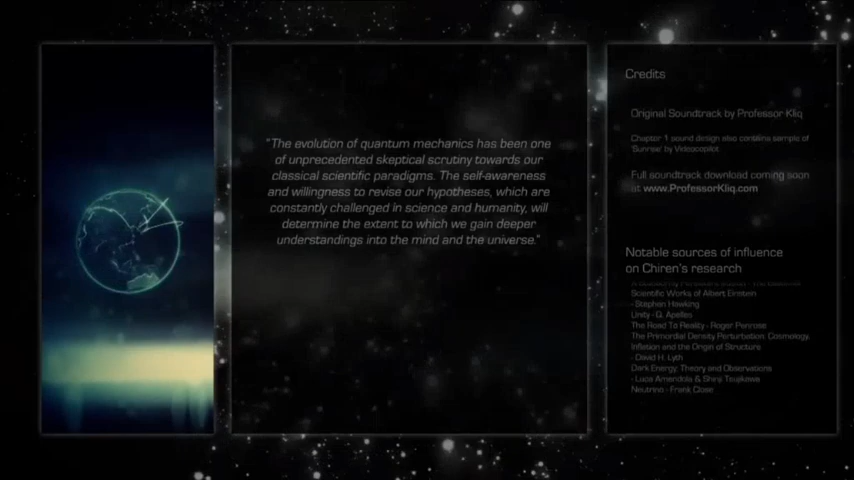 "The evolution of quantum mechanics has been one
of unprecedented skeptical scrutiny towards our
classical scientific paradigms. The self-awareness
and willingness to revise our hypotheses, which are
constantly challenged in science and humanity, will
determine the extent to which we gain deeper
understandings into the mind and the universe."
Credits
Original Soundtrack by Professor Kliq
Chapter 1 sound design also contains sample of
'Sunrise' by Videocopilot
Full soundtrack download coming soon
at www.ProfessorKliq.com
Notable sources of influence
on Chiren's research
Scientific Works of Albert Einstein
- Stephen Hawking
Unity - Q. Apelles
The Road To Reality - Roger Penrose
The Primordial Density Perturbation: Cosmology,
Inflation and the Origin of Structure
- David H. Lyth
Dark Energy: Theory and Observations
- Luca Amendola & Shinji Tsujikawa
Neutrino - Frank Close